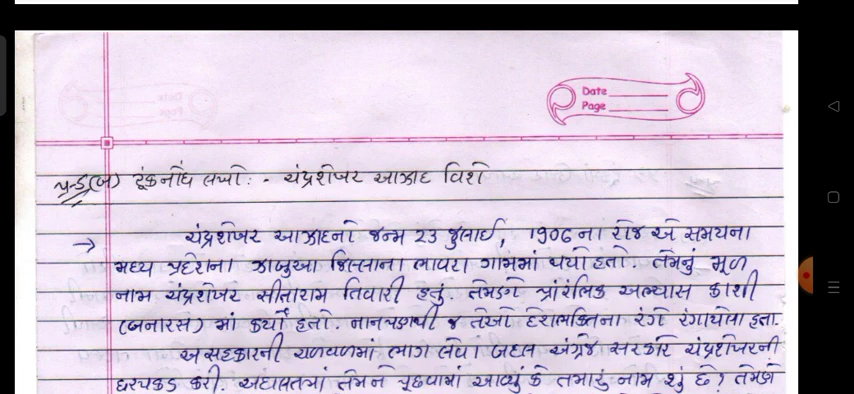 Date
Page
પ્ર-૬(બ) ટૂંકનોંધ લખો : - ચંદ્રશેખર આઝાદ વિશે
→ ચંદ્રશેખર આઝાદનો જન્મ 23 જુલાઈ, 1906 ના રોજ એ સમયના
મધ્ય પ્રદેશના ઝાબુઆ જિલ્લાના ભાવરા ગામમાં થયો હતો. તેમનું મૂળ
નામ ચંદ્રશેખર સીતારામ તિવારી હતું. તેમણે પ્રારંભિક અભ્યાસ કાશી
(બનારસ) માં કર્યો હતો. નાનપણથી જ તેઓ દેશભક્તિના રંગે રંગાયેલા હતા.
અસહકારની ચળવળમાં ભાગ લેવા બદલ અંગ્રેજ સરકારે ચંદ્રશેખરની
ધરપકડ કરી. અદાલતમાં તેમને પૂછવામાં આવ્યું કે તમારું નામ શું છે? તેમણે